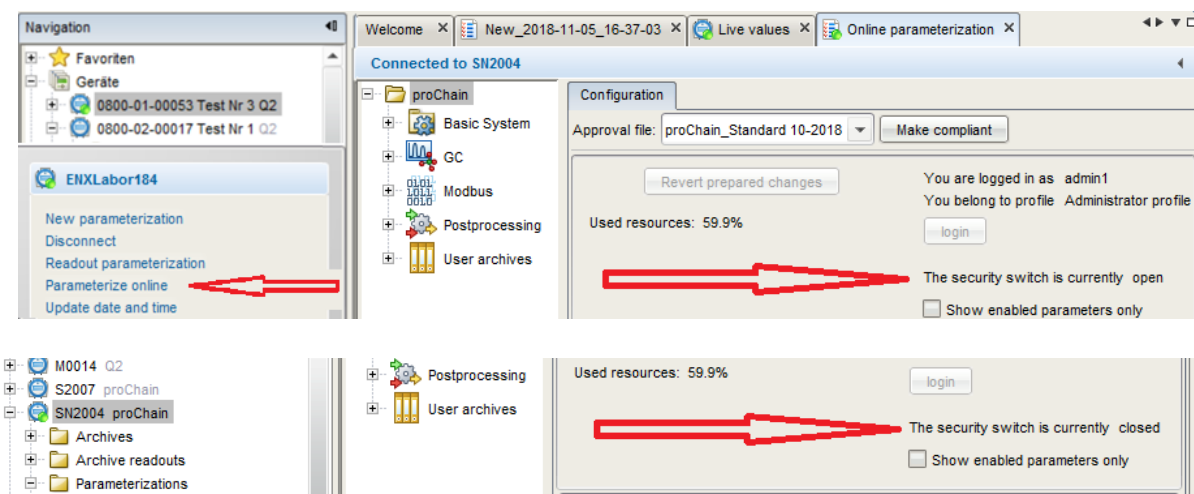 Navigation
Favoriten
Geräte
0800-01-00053 Test Nr 3 Q2
0800-02-00017 Test Nr 1 Q2
ENXLabor184
New parameterization
Disconnect
Readout parameterization
Parameterize online
Update date and time
Welcome
New_2018-11-05_16-37-03
Live values
Online parameterization
Connected to SN2004
proChain
Basic System
GC
Modbus
Postprocessing
User archives
Configuration
Approval file: proChain_Standard 10-2018 Make compliant
Revert prepared changes
Used resources: 59.9%
You are logged in as admin1
You belong to profile Administrator profile
login
The security switch is currently open
Show enabled parameters only
M0014 Q2
S2007 proChain
SN2004 proChain
Archives
Archive readouts
Parameterizations
Postprocessing
User archives
Used resources: 59.9%
login
The security switch is currently closed
Show enabled parameters only